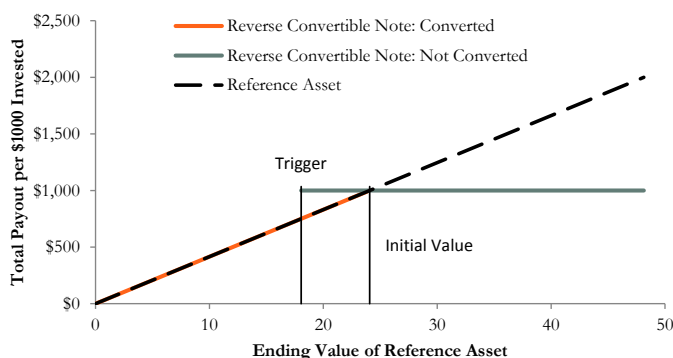 $2,500
$2,000
$1,500
$1,000
$500
$0
Total Payout per $1000 Invested
Reverse Convertible Note: Converted
Reverse Convertible Note: Not Converted
Reference Asset
Trigger
Initial Value
0 10 20 30 40 50
Ending Value of Reference Asset